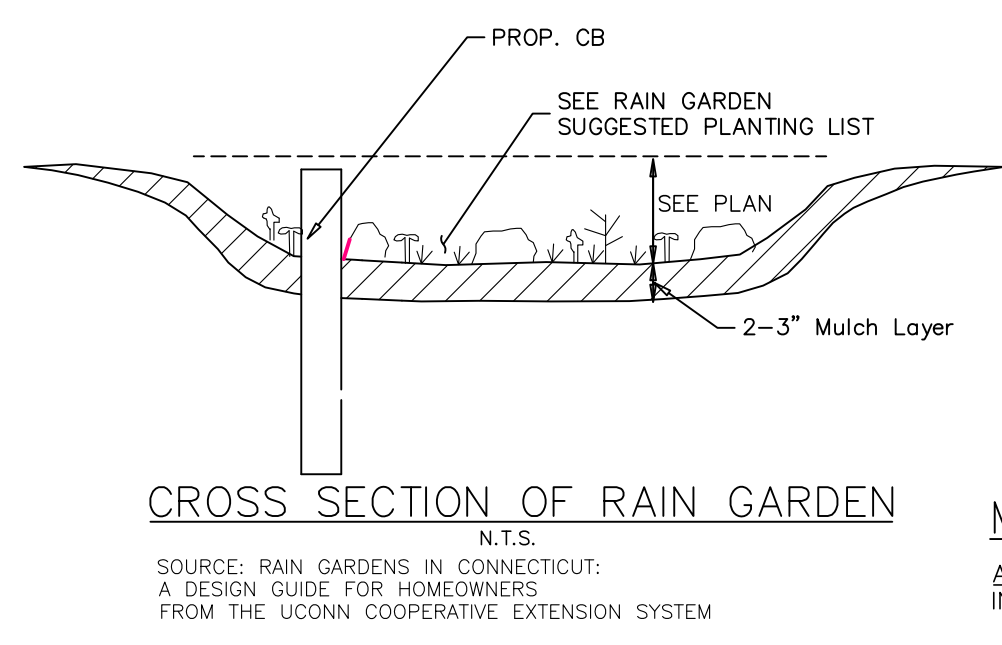 PROP. CB
SEE RAIN GARDEN
SUGGESTED PLANTING LIST
SEE PLAN
2-3” Mulch Layer
CROSS SECTION OF RAIN GARDEN
N.T.S.
SOURCE: RAIN GARDENS IN CONNECTICUT:
A DESIGN GUIDE FOR HOMEOWNERS
FROM THE UCONN COOPERATIVE EXTENSION SYSTEM